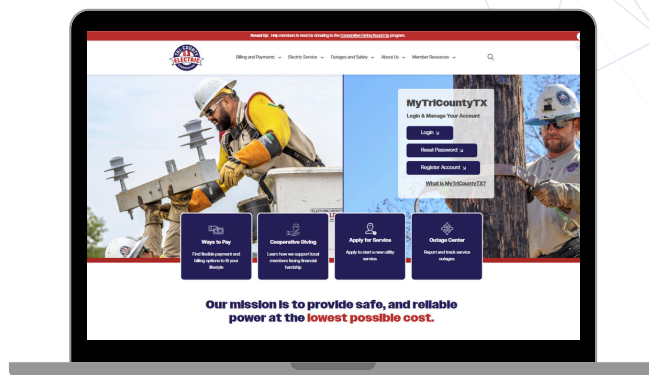 Round Up: Help members in need by donating to the Cooperative Giving Round Up program.
TRI-COUNTY
ELECTRIC
Billing and Payments
Electric Service
Outages and Safety
About Us
Member Resources
MyTriCountyTX
Login & Manage Your Account
Login
Reset Password
Register Account
What is MyTriCountyTX?
Ways to Pay
Find flexible payment and
billing options to fit your
lifestyle
Cooperative Giving
Learn how we support local
members facing financial
hardship
Apply for Service
Apply to start a new utility
service.
Outage Center
Report and track service
outages.
Our mission is to provide safe, and reliable
power at the lowest possible cost.